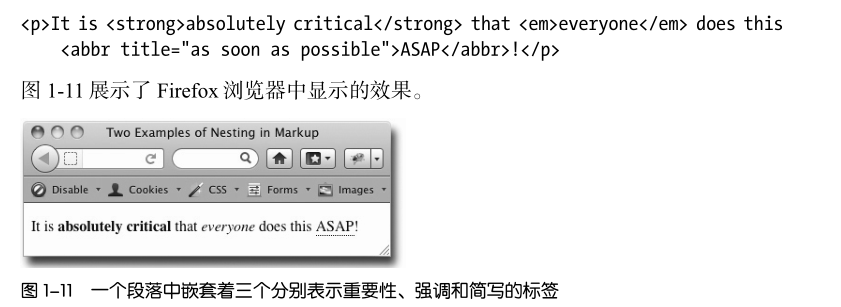 <p>It is <strong>absolutely critical</strong> that <em>everyone</em> does this
<abbr title="as soon as possible">ASAP</abbr>!</p>
图 1-11 展示了 Firefox 浏览器中显示的效果。
Two Examples of Nesting in Markup
Disable Cookies CSS Forms Images
It is absolutely critical that everyone does this ASAP!
图 1–11 一个段落中嵌套着三个分别表示重要性、强调和简写的标签